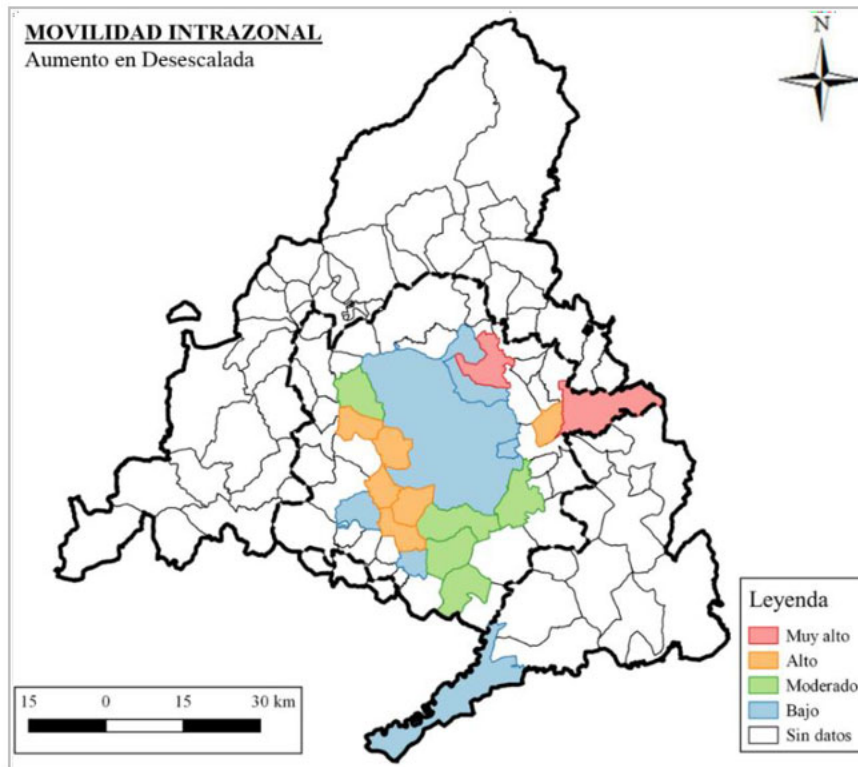 MOVILIDAD INTRAZONAL
Aumento en Desescalada
N
Leyenda
Muy alto
Alto
Moderado
Bajo
Sin datos
15 0 15 30 km